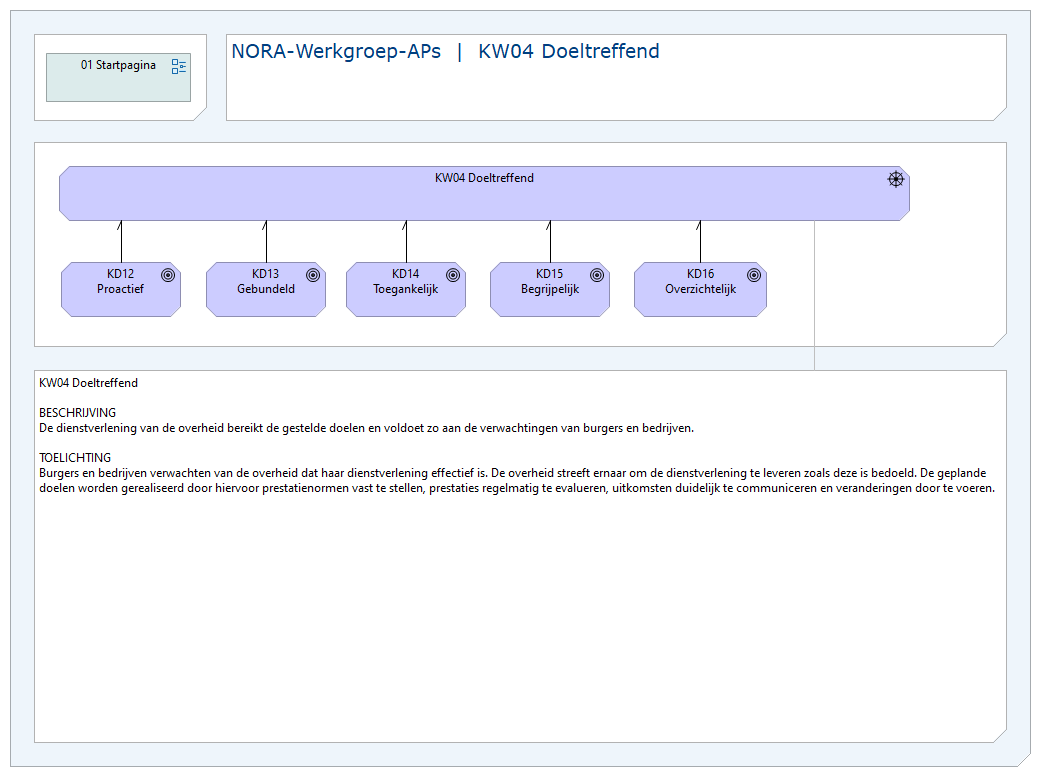 01 Startpagina
NORA-Werkgroep-APs  |  KW04 Doeltreffend
KW04 Doeltreffend
KD12
Proactief
KD13
Gebundeld
KD14
Toegankelijk
KD15
Begrijpelijk
KD16
Overzichtelijk
KW04 Doeltreffend
BESCHRIJVING
De dienstverlening van de overheid bereikt de gestelde doelen en voldoet zo aan de verwachtingen van burgers en bedrijven.
TOELICHTING
Burgers en bedrijven verwachten van de overheid dat haar dienstverlening effectief is. De overheid streeft ernaar om de dienstverlening te leveren zoals deze is bedoeld. De geplande
doelen worden gerealiseerd door hiervoor prestatienormen vast te stellen, prestaties regelmatig te evalueren, uitkomsten duidelijk te communiceren en veranderingen door te voeren.